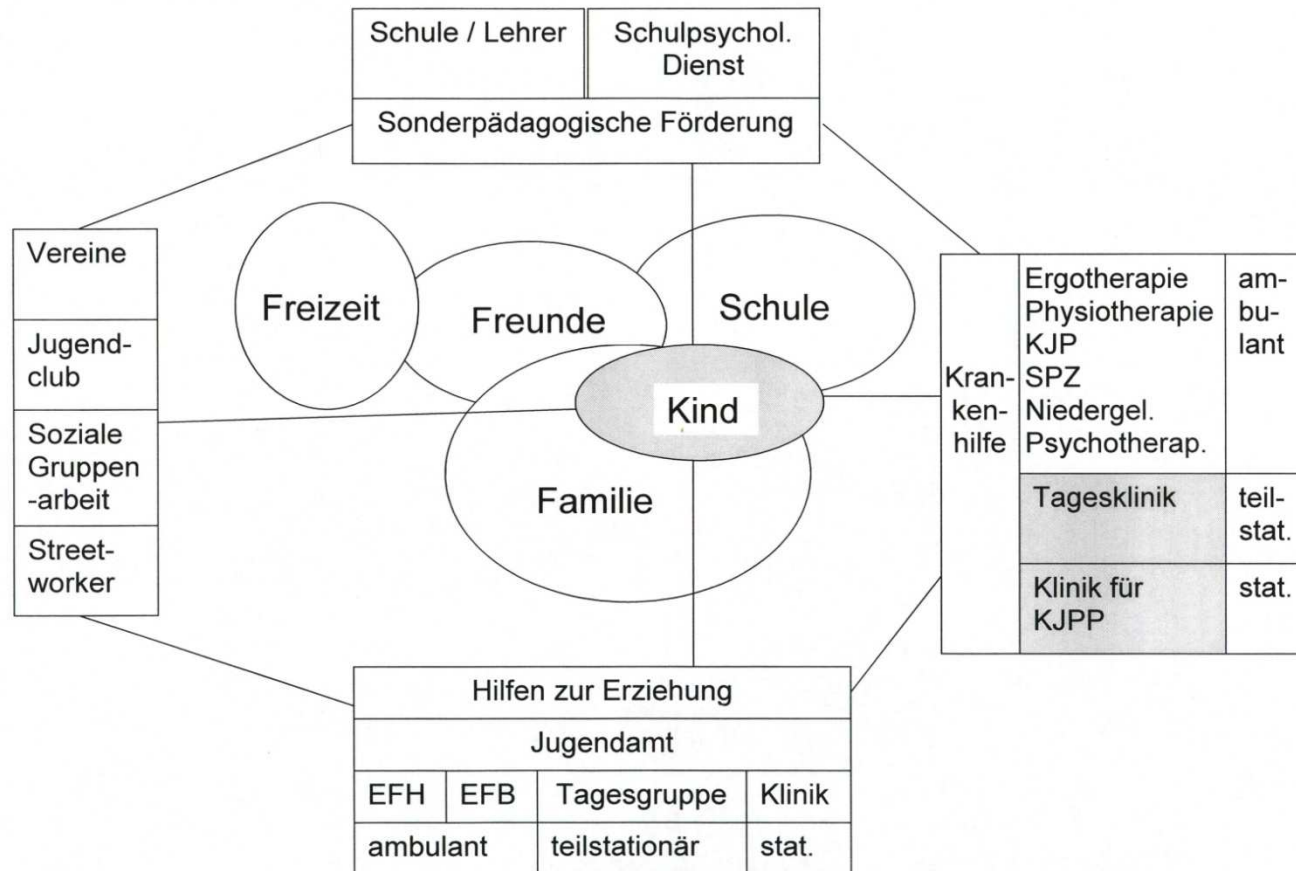 Schule / Lehrer
Schulpsychol.
Dienst
Sonderpädagogische Förderung
Vereine
Jugend-
club
Soziale
Gruppen
-arbeit
Street-
worker
Freizeit
Freunde
Schule
Kind
Familie
Kran-
ken-
hilfe
Ergotherapie
Physiotherapie
KJP
SPZ
Niedergel.
Psychotherap.
am-
bu-
lant
Tagesklinik
teil-
stat.
Klinik für
KJPP
stat.
Hilfen zur Erziehung
Jugendamt
EFH
EFB
Tagesgruppe
Klinik
ambulant
teilstationär
stat.